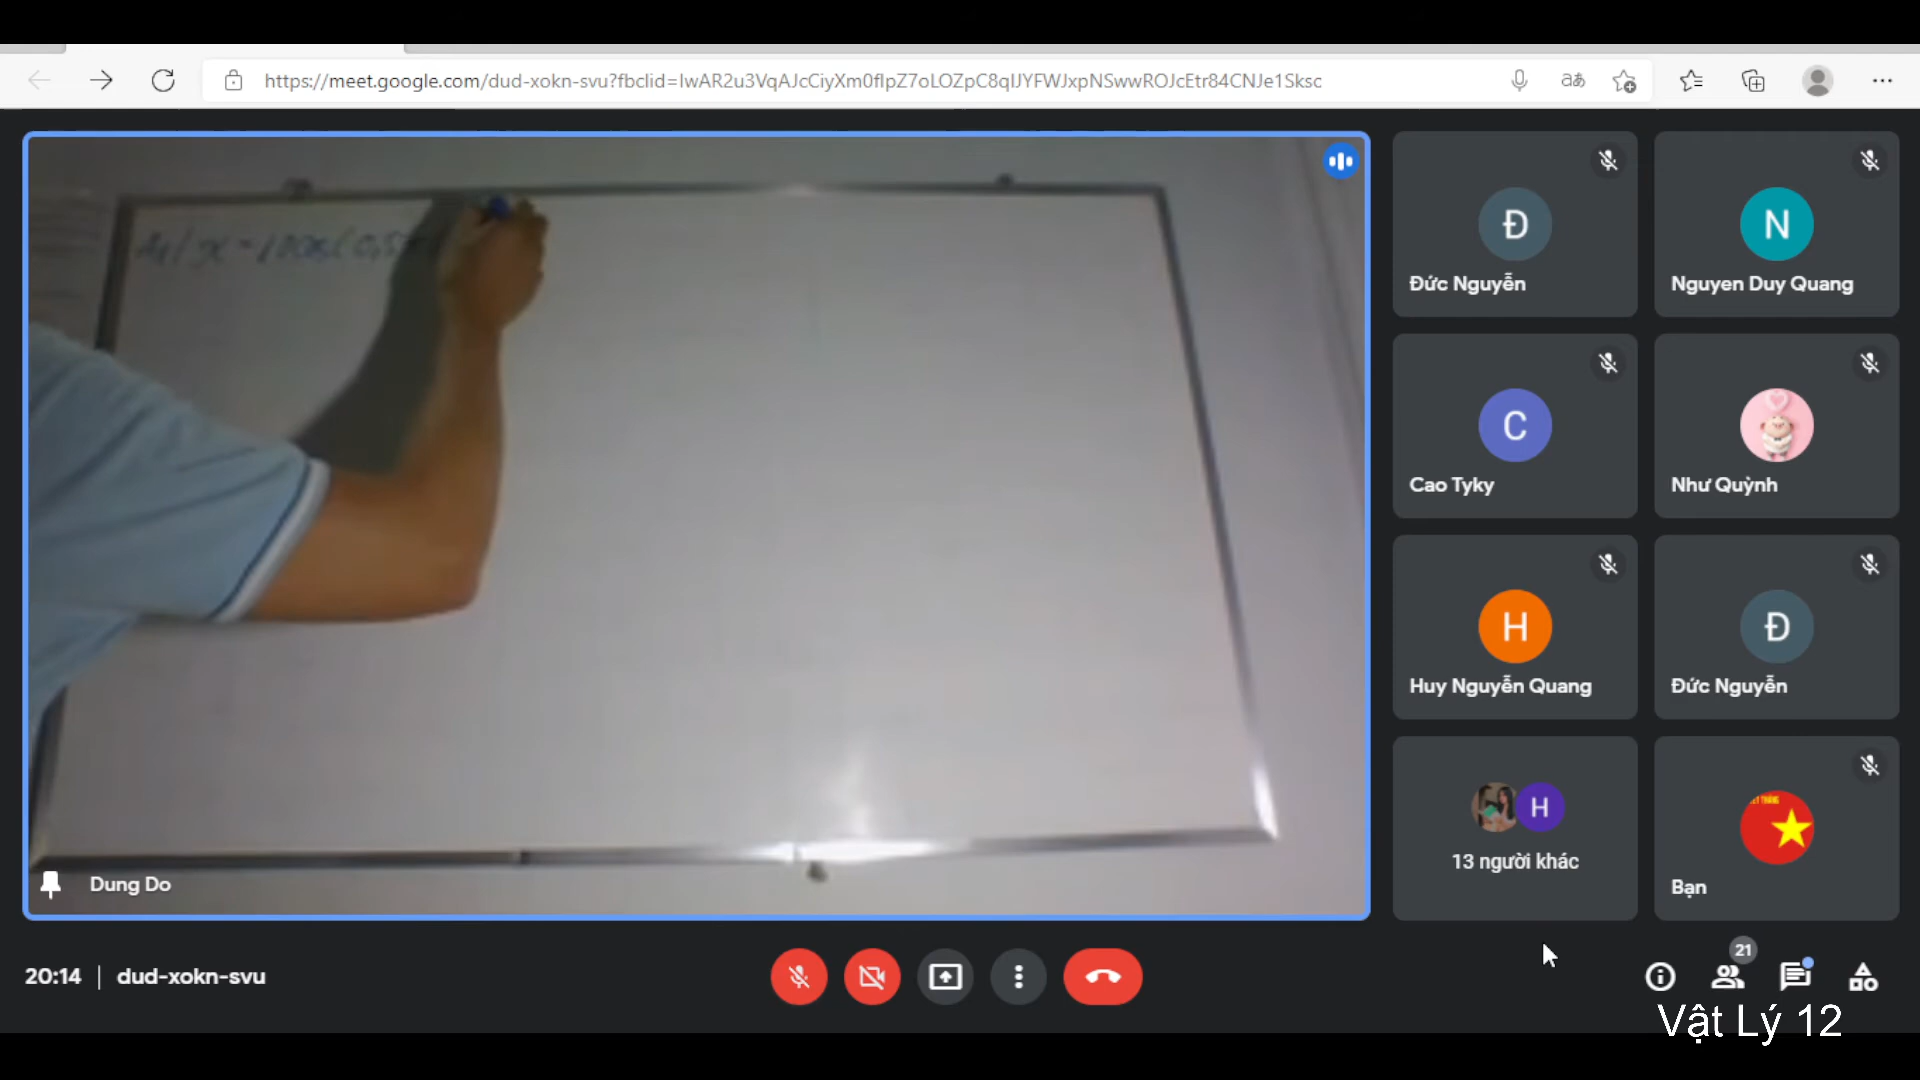 https://meet.google.com/dud-xokn-svu?fbclid=IwAR2u3VqAJcCiyXm0flpZ7oLOZpC8qIJYFWJxpNSwwROJcEtr84CNJe1Sksc
aあ
Đ
Đức Nguyễn
N
Nguyen Duy Quang
C
Cao Tyky
Như Quỳnh
H
Huy Nguyễn Quang
Đ
Đức Nguyễn
H
13 người khác
Bạn
Dung Do
20:14 | dud-xokn-svu
21
Vật Lý 12